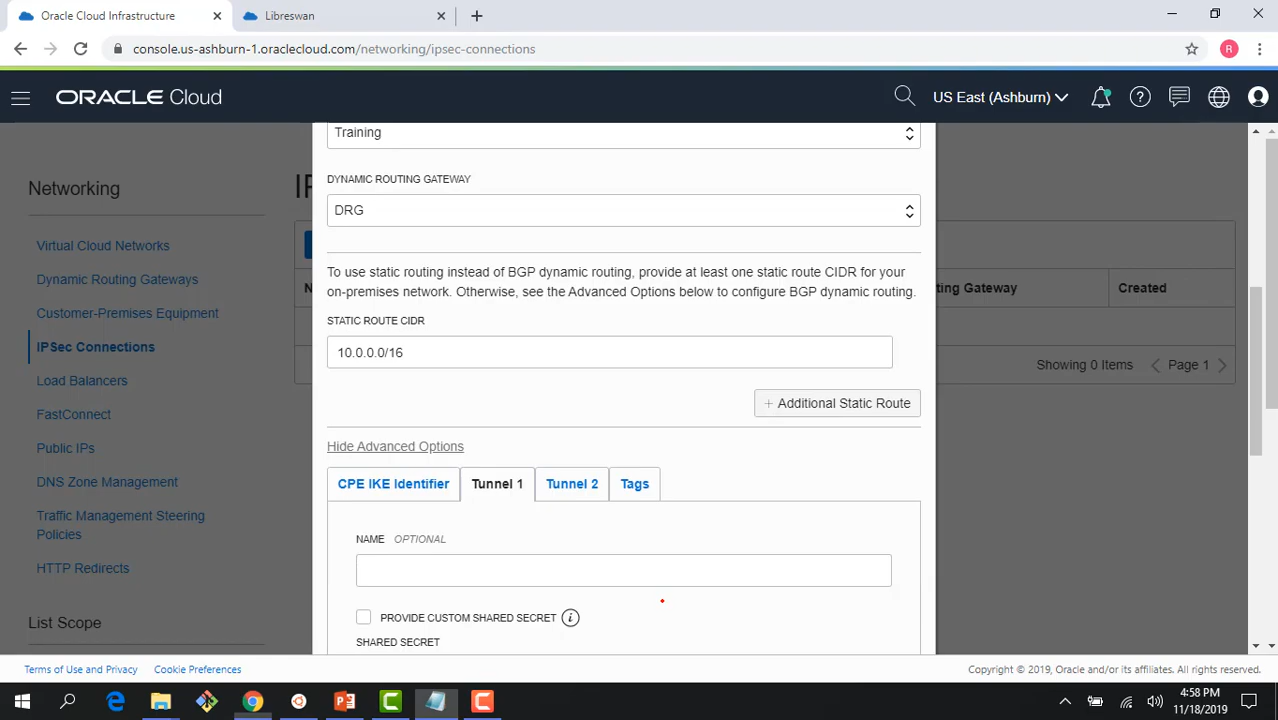 Oracle Cloud Infrastructure
Libreswan
console.us-ashburn-1.oraclecloud.com/networking/ipsec-connections
R
ORACLE Cloud
US East (Ashburn)
Networking
Virtual Cloud Networks
Dynamic Routing Gateways
Customer-Premises Equipment
IPSec Connections
Load Balancers
FastConnect
Public IPs
DNS Zone Management
Traffic Management Steering
Policies
HTTP Redirects
List Scope
Training
DYNAMIC ROUTING GATEWAY
DRG
To use static routing instead of BGP dynamic routing, provide at least one static route CIDR for your
on-premises network. Otherwise, see the Advanced Options below to configure BGP dynamic routing.
STATIC ROUTE CIDR
10.0.0.0/16
+ Additional Static Route
Hide Advanced Options
CPE IKE Identifier
Tunnel 1
Tunnel 2
Tags
NAME OPTIONAL
PROVIDE CUSTOM SHARED SECRET
SHARED SECRET
Gateway
Created
Showing 0 Items
Page 1
Terms of Use and Privacy
Cookie Preferences
Copyright © 2019, Oracle and/or its affiliates. All rights reserved.
4:58 PM
11/18/2019